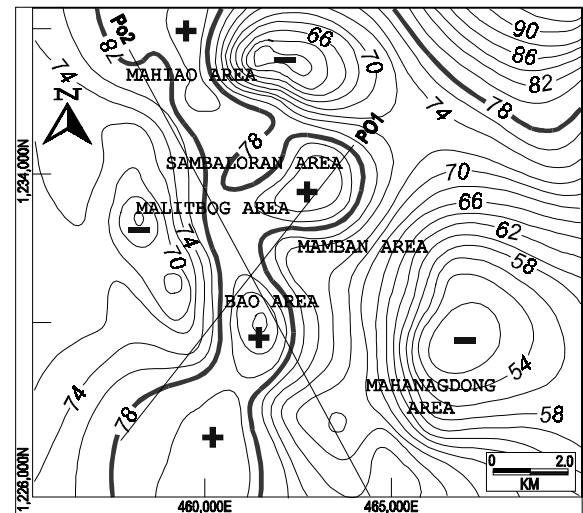 Po2
78
66
90
86
82
70
78
74
74
MAHIAO AREA
N
PO1
78
SAMBALORAN AREA
1,234,000N
70
MALITBOG AREA
66
74
62
MAMBAN AREA
70
58
BAO AREA
54
MAHANAGDONG
AREA
74
58
78
0 2.0
KM
1,226,000N
460,000E
465,000E